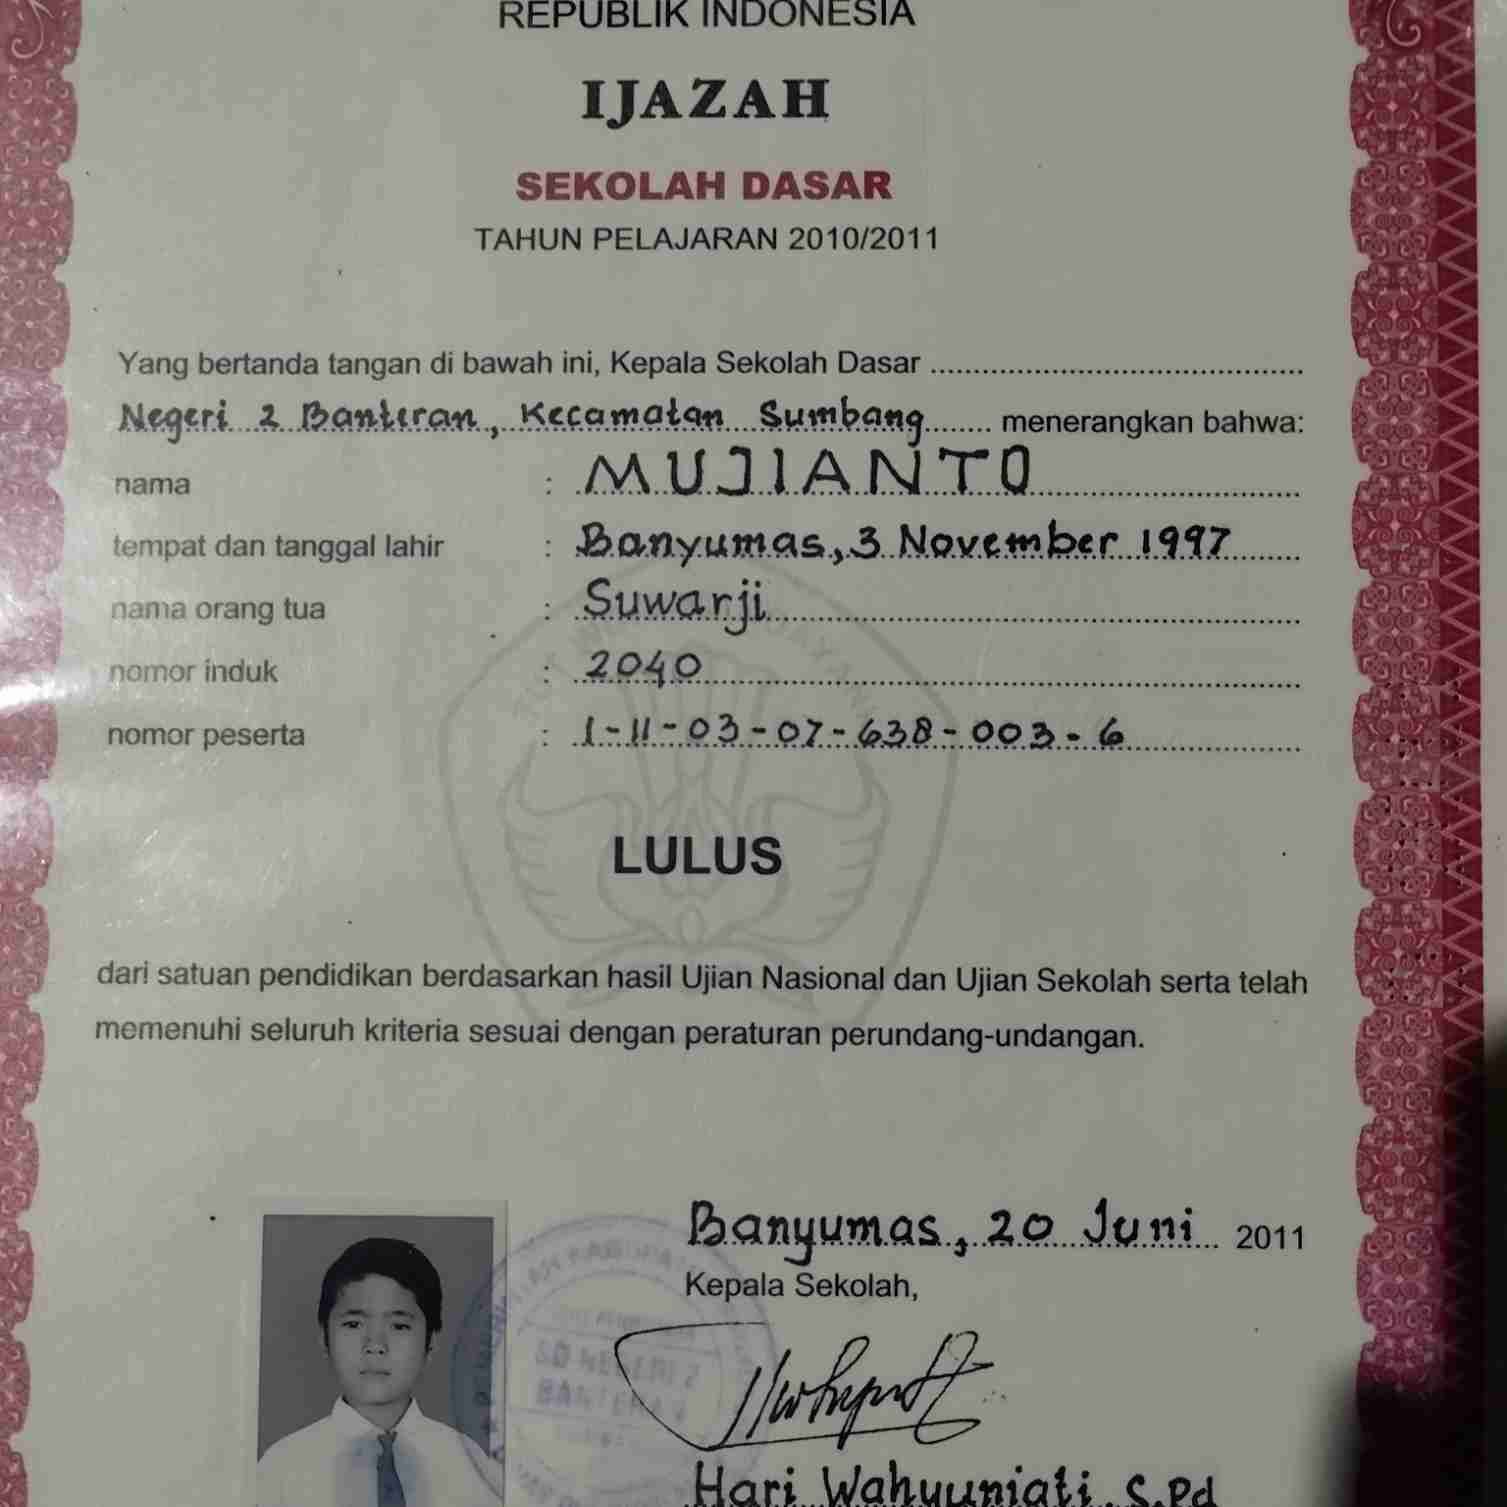 REPUBLIK INDONESIA
IJAZAH
SEKOLAH DASAR
TAHUN PELAJARAN 2010/2011
Yang bertanda tangan di bawah ini, Kepala Sekolah Dasar
Negeri 2 Banteran, Kecamatan Sumbang menerangkan bahwa:
nama : MUJIANTO
tempat dan tanggal lahir : Banyumas, 3 November 1997
nama orang tua : Suwarji
nomor induk : 2040
nomor peserta : 1-11-03-07-638-003-6
LULUS
dari satuan pendidikan berdasarkan hasil Ujian Nasional dan Ujian Sekolah serta telah
memenuhi seluruh kriteria sesuai dengan peraturan perundang-undangan.
Banyumas, 20 Juni 2011
Kepala Sekolah,
SD NEGERI 2
Hari Wahyuniati, S.Pd